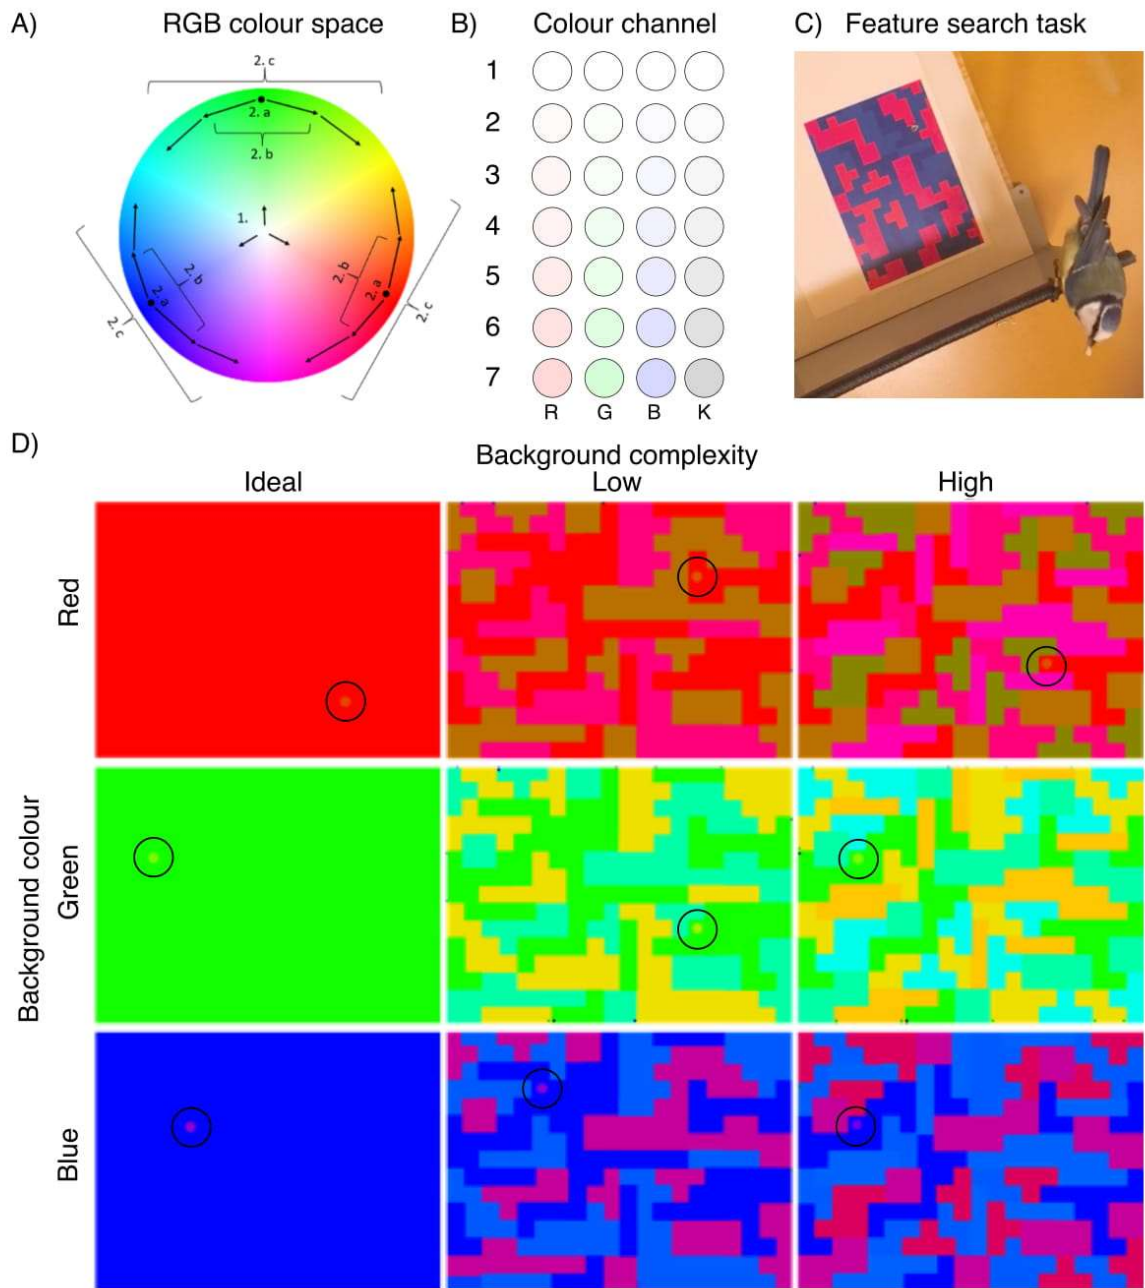 A) RGB colour space
2. c
2. a
2. b
1.
2. b
2. a
2. c
2. b
2. a
2. c
B) Colour channel
1
2
3
4
5
6
7
R G B K
C) Feature search task
D)
Background complexity
Ideal Low High
Background colour
Red
Green
Blue